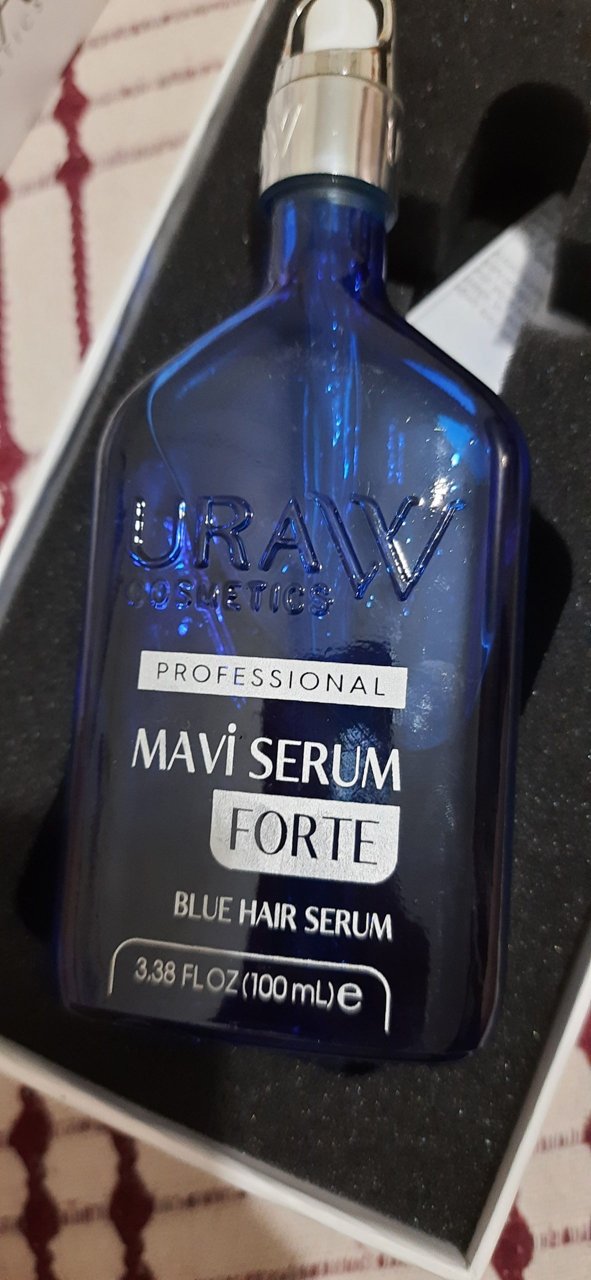 URAW
COSMETICS
PROFESSIONAL
MAVİ SERUM
FORTE
BLUE HAIR SERUM
3.38 FL OZ (100 mL) e